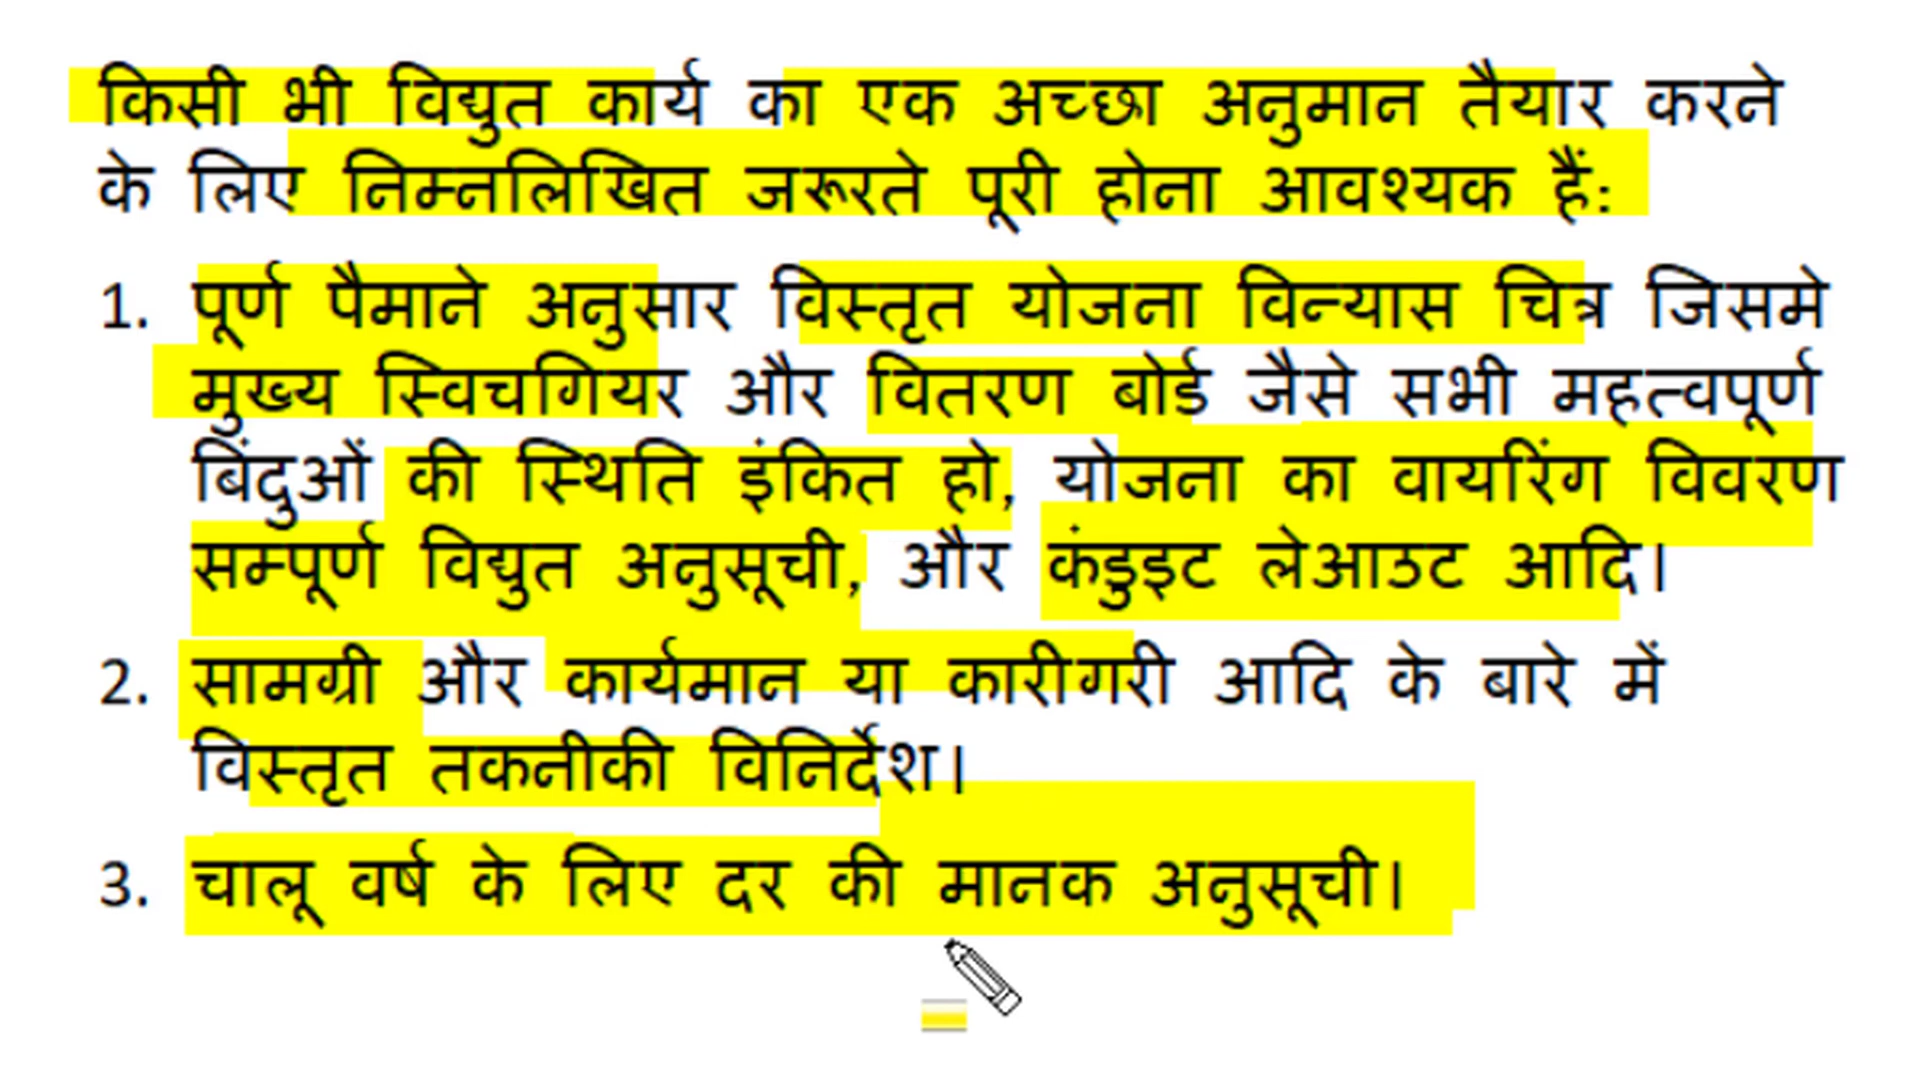 किसी भी विद्युत कार्य का एक अच्छा अनुमान तैयार करने
के लिए निम्नलिखित जरूरते पूरी होना आवश्यक हैं:
1. पूर्ण पैमाने अनुसार विस्तृत योजना विन्यास चित्र जिसमे
मुख्य स्विचगियर और वितरण बोर्ड जैसे सभी महत्वपूर्ण
बिंदुओं की स्थिति इंकित हो, योजना का वायरिंग विवरण
सम्पूर्ण विद्युत अनुसूची, और कंडुइट लेआउट आदि।
2. सामग्री और कार्यमान या कारीगरी आदि के बारे में
विस्तृत तकनीकी विनिर्देश।
3. चालू वर्ष के लिए दर की मानक अनुसूची।